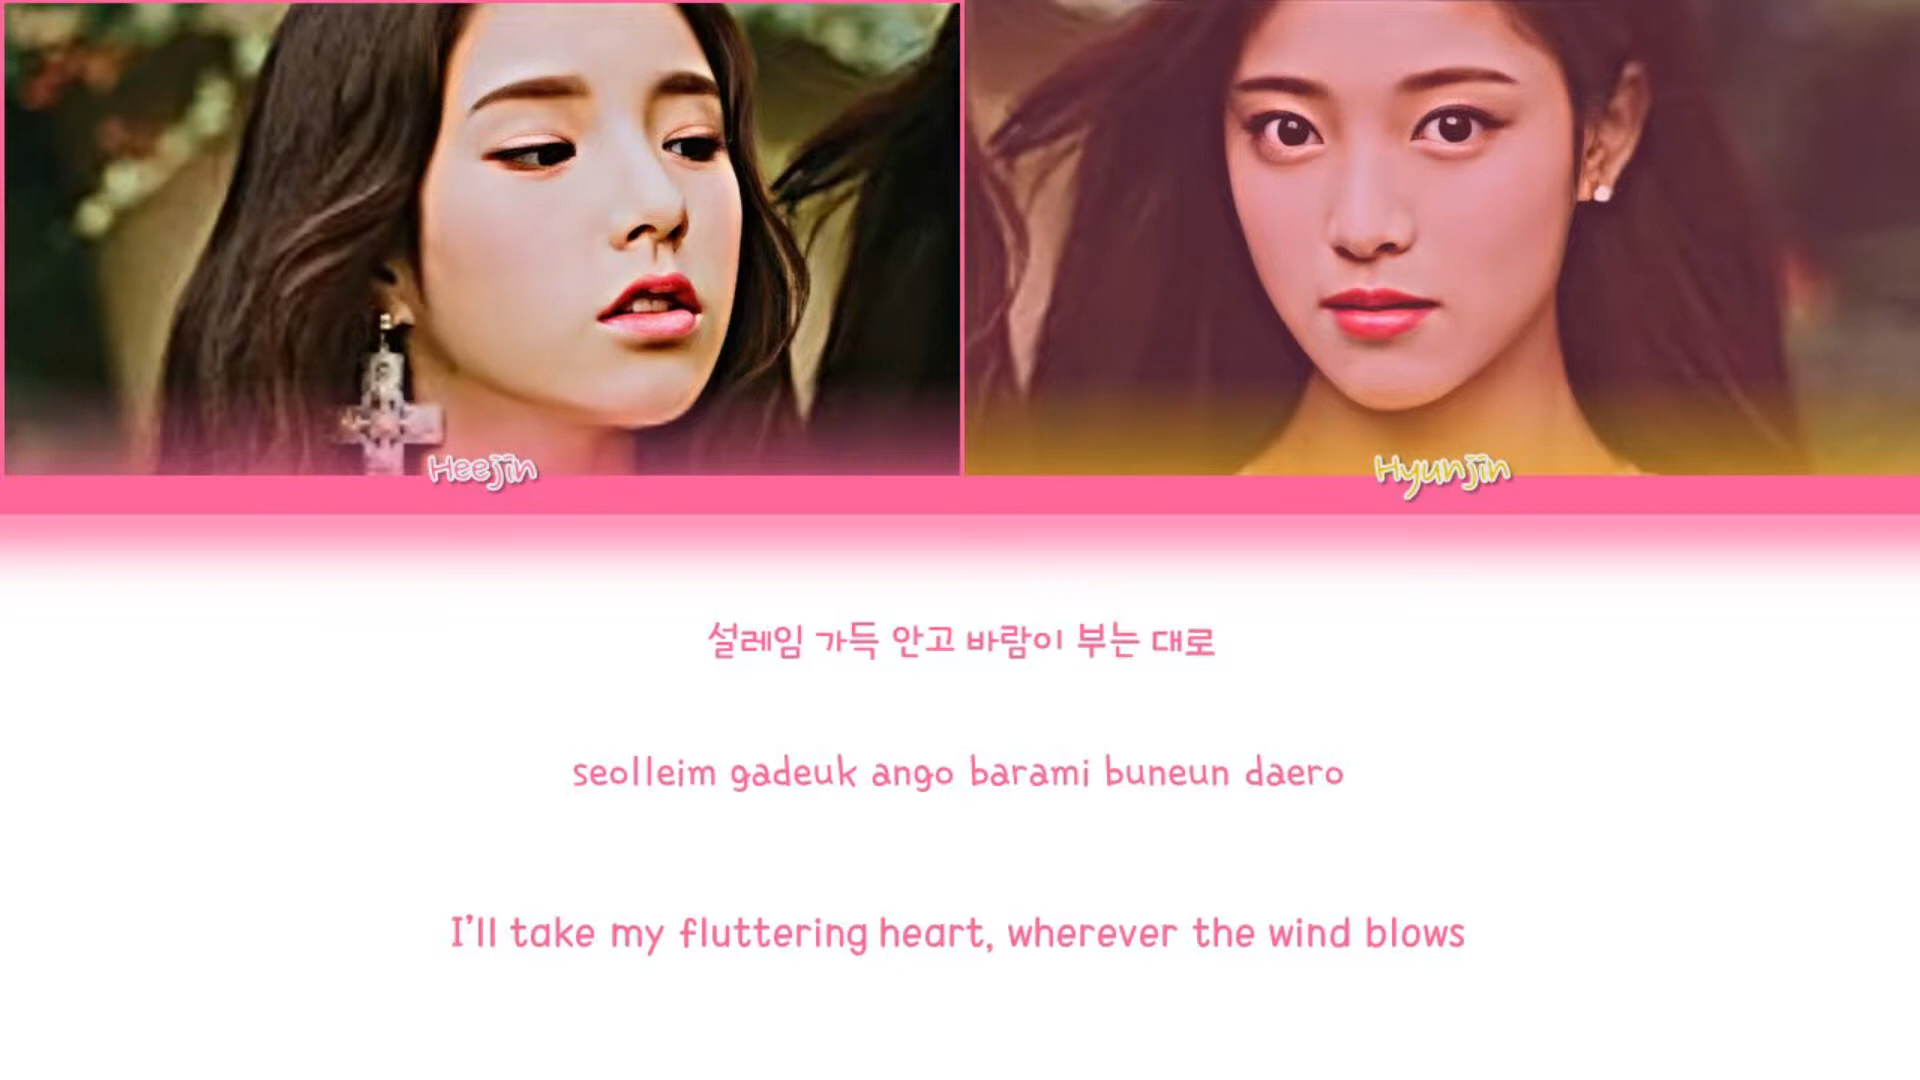 Heejin
Hyunjin
설레임 가득 안고 바람이 부는 대로
seolleim gadeuk ango barami buneun daero
I'll take my fluttering heart, wherever the wind blows